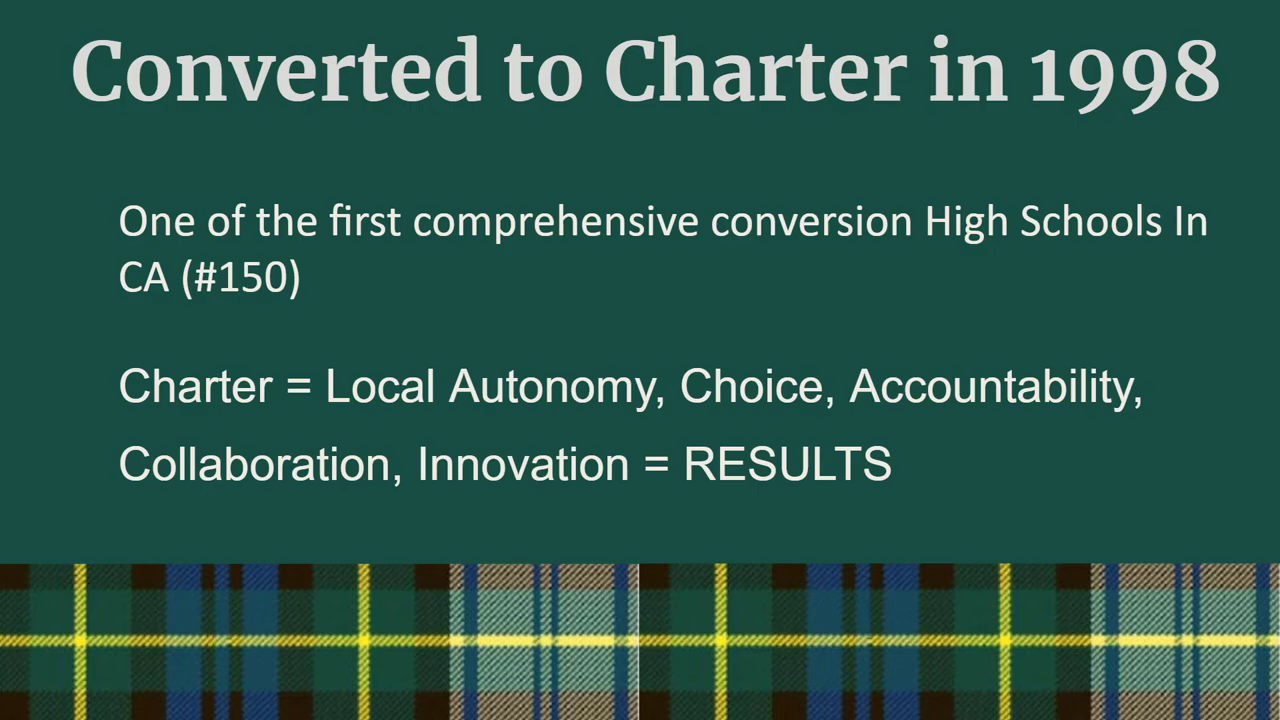 Converted to Charter in 1998
One of the first comprehensive conversion High Schools In
CA (#150)
Charter = Local Autonomy, Choice, Accountability,
Collaboration, Innovation = RESULTS